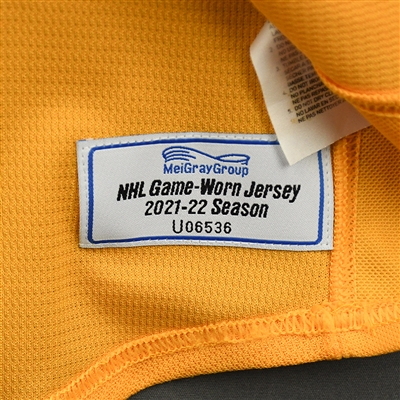 MeiGrayGroup
NHL Game-Worn Jersey
2021-22 Season
U06536